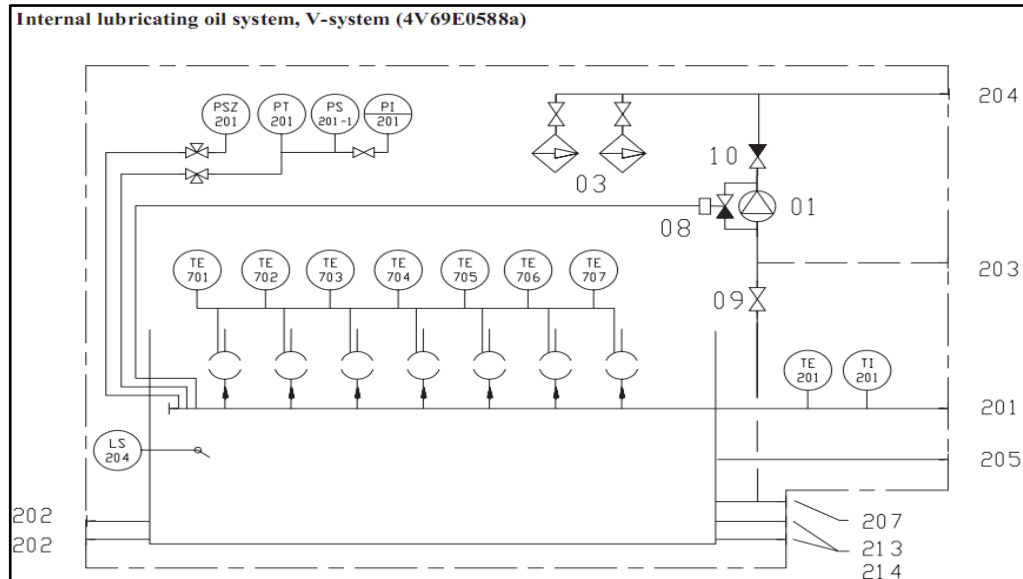 Internal lubricating oil system, V-system (4V69E0588a)
PSZ
201
PT
201
PS
201-1
PI
201
204
10
03
01
08
203
TE
701
TE
702
TE
703
TE
704
TE
705
TE
706
TE
707
09
TE
201
TI
201
201
LS
204
205
202
207
202
213
214